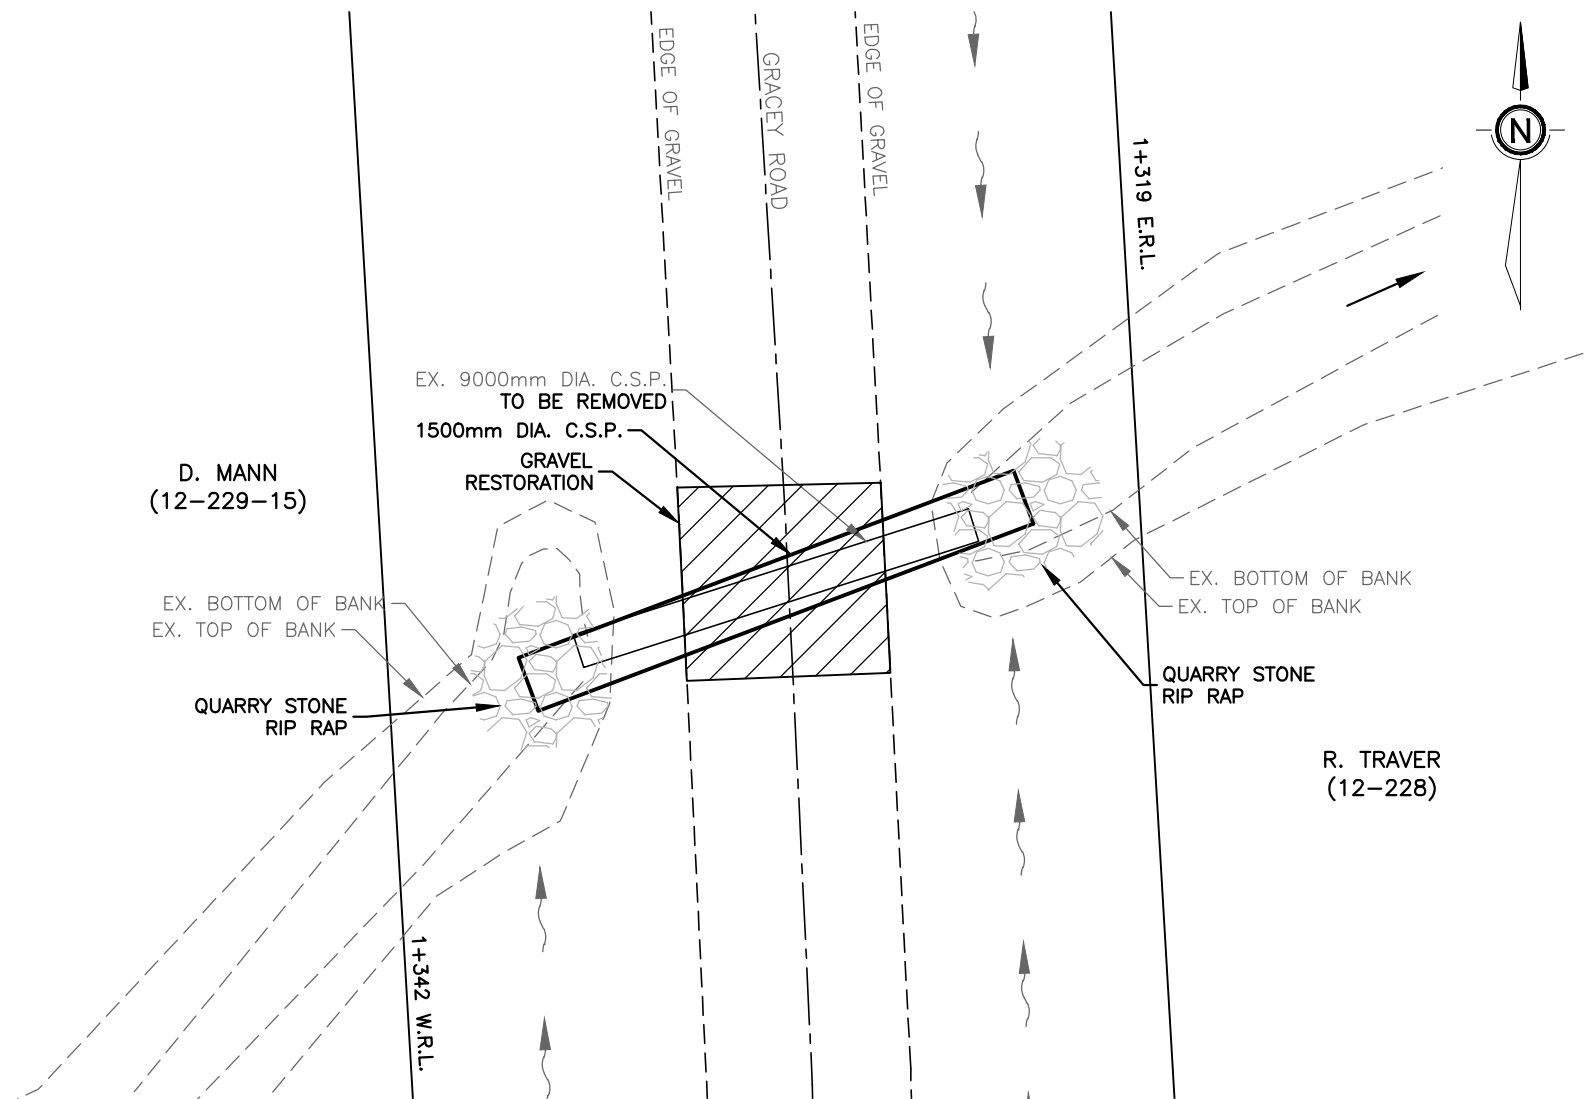 EDGE OF GRAVEL
GRACEY ROAD
EDGE OF GRAVEL
1+319 E.R.L.
N
EX. 9000mm DIA. C.S.P.
TO BE REMOVED
1500mm DIA. C.S.P.
GRAVEL
RESTORATION
D. MANN
(12-229-15)
EX. BOTTOM OF BANK
EX. TOP OF BANK
QUARRY STONE
RIP RAP
EX. BOTTOM OF BANK
EX. TOP OF BANK
QUARRY STONE
RIP RAP
R. TRAVER
(12-228)
1+342 W.R.L.